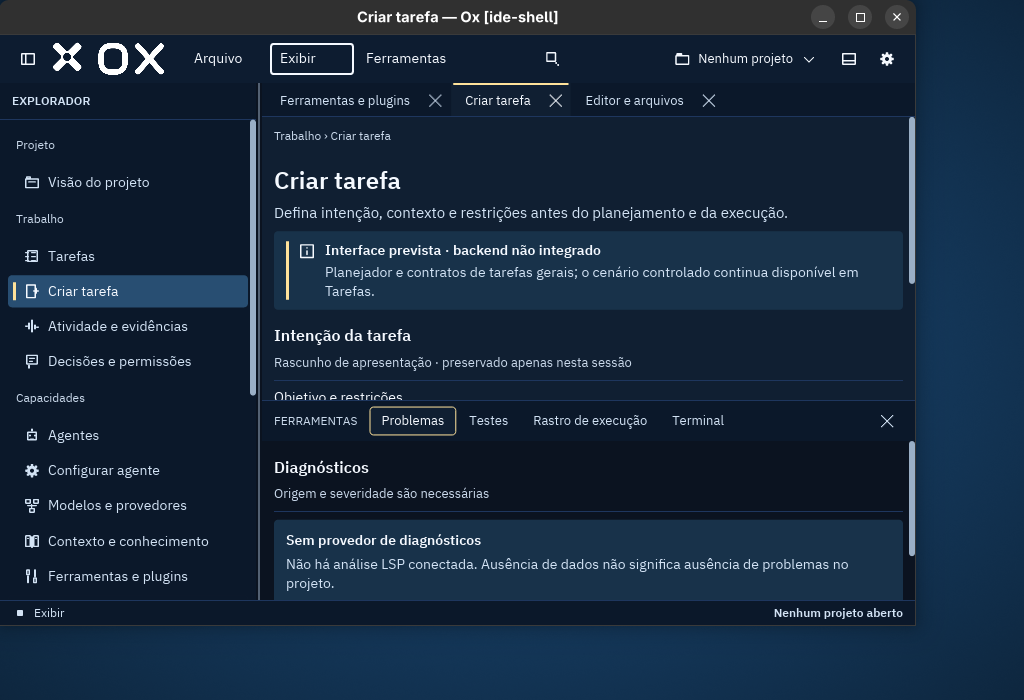 Criar tarefa — Ox [ide-shell]
OX
Arquivo
Exibir
Ferramentas
Nenhum projeto
EXPLORADOR
Projeto
Visão do projeto
Trabalho
Tarefas
Criar tarefa
Atividade e evidências
Decisões e permissões
Capacidades
Agentes
Configurar agente
Modelos e provedores
Contexto e conhecimento
Ferramentas e plugins
Ferramentas e plugins
Criar tarefa
Editor e arquivos
Trabalho › Criar tarefa
Criar tarefa
Defina intenção, contexto e restrições antes do planejamento e da execução.
Interface prevista · backend não integrado
Planejador e contratos de tarefas gerais; o cenário controlado continua disponível em
Tarefas.
Intenção da tarefa
Rascunho de apresentação · preservado apenas nesta sessão
Objetivo e restrições
FERRAMENTAS
Problemas
Testes
Rastro de execução
Terminal
Diagnósticos
Origem e severidade são necessárias
Sem provedor de diagnósticos
Não há análise LSP conectada. Ausência de dados não significa ausência de problemas no
projeto.
Exibir
Nenhum projeto aberto